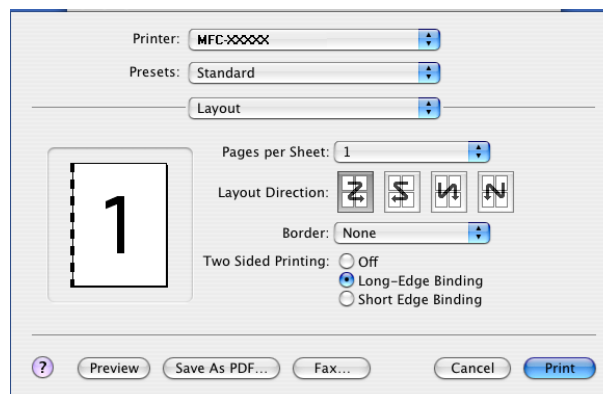 Printer: MFC-XXXXX
Presets: Standard
Layout
Pages per Sheet: 1
Layout Direction:
Border: None
Two Sided Printing: Off
Long-Edge Binding
Short Edge Binding
1
? Preview Save As PDF... Fax... Cancel Print